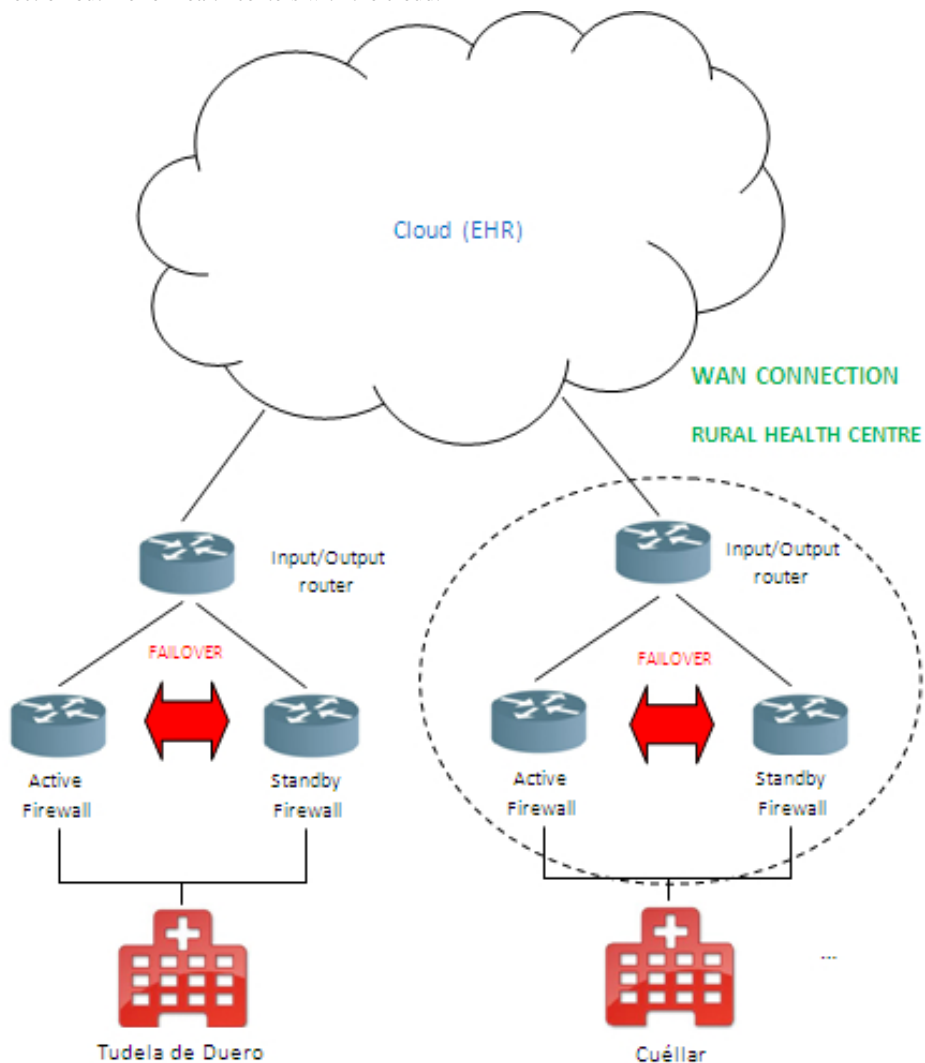 Cloud (EHR)
WAN CONNECTION
RURAL HEALTH CENTRE
Input/Output
router
Input/Output
router
FAILOVER
FAILOVER
Active
Firewall
Standby
Firewall
Active
Firewall
Standby
Firewall
...
Tudela de Duero
Cuéllar